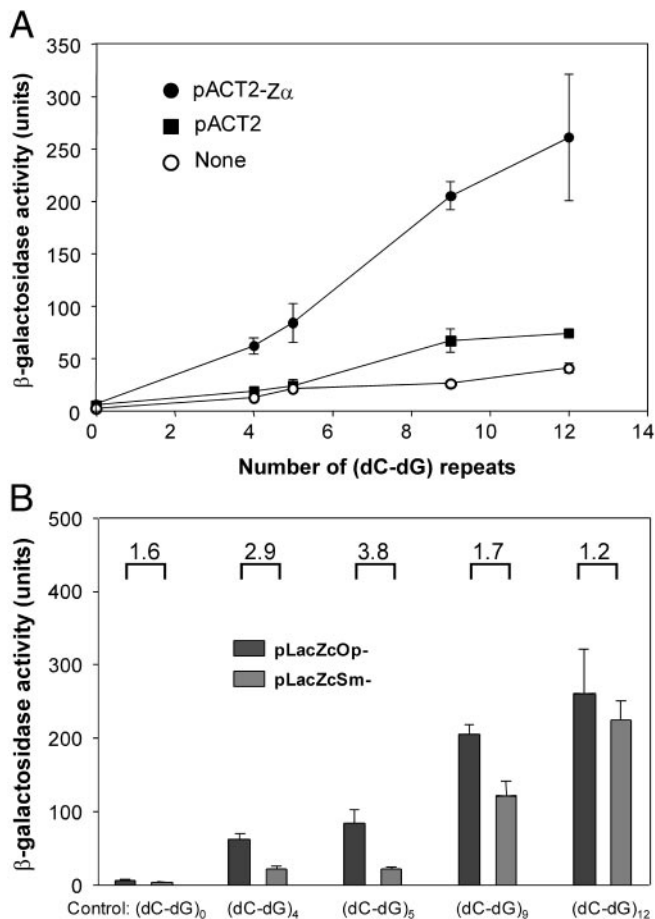 A
β-galactosidase activity (units)
350
300
250
200
150
100
50
0
pACT2-Zα
pACT2
None
0 2 4 6 8 10 12 14
Number of (dC-dG) repeats
B
β-galactosidase activity (units)
500
400
300
200
100
0
1.6 2.9 3.8 1.7 1.2
pLacZcOp-
pLacZcSm-
Control: (dC-dG)₀ (dC-dG)₄ (dC-dG)₅ (dC-dG)₉ (dC-dG)₁₂